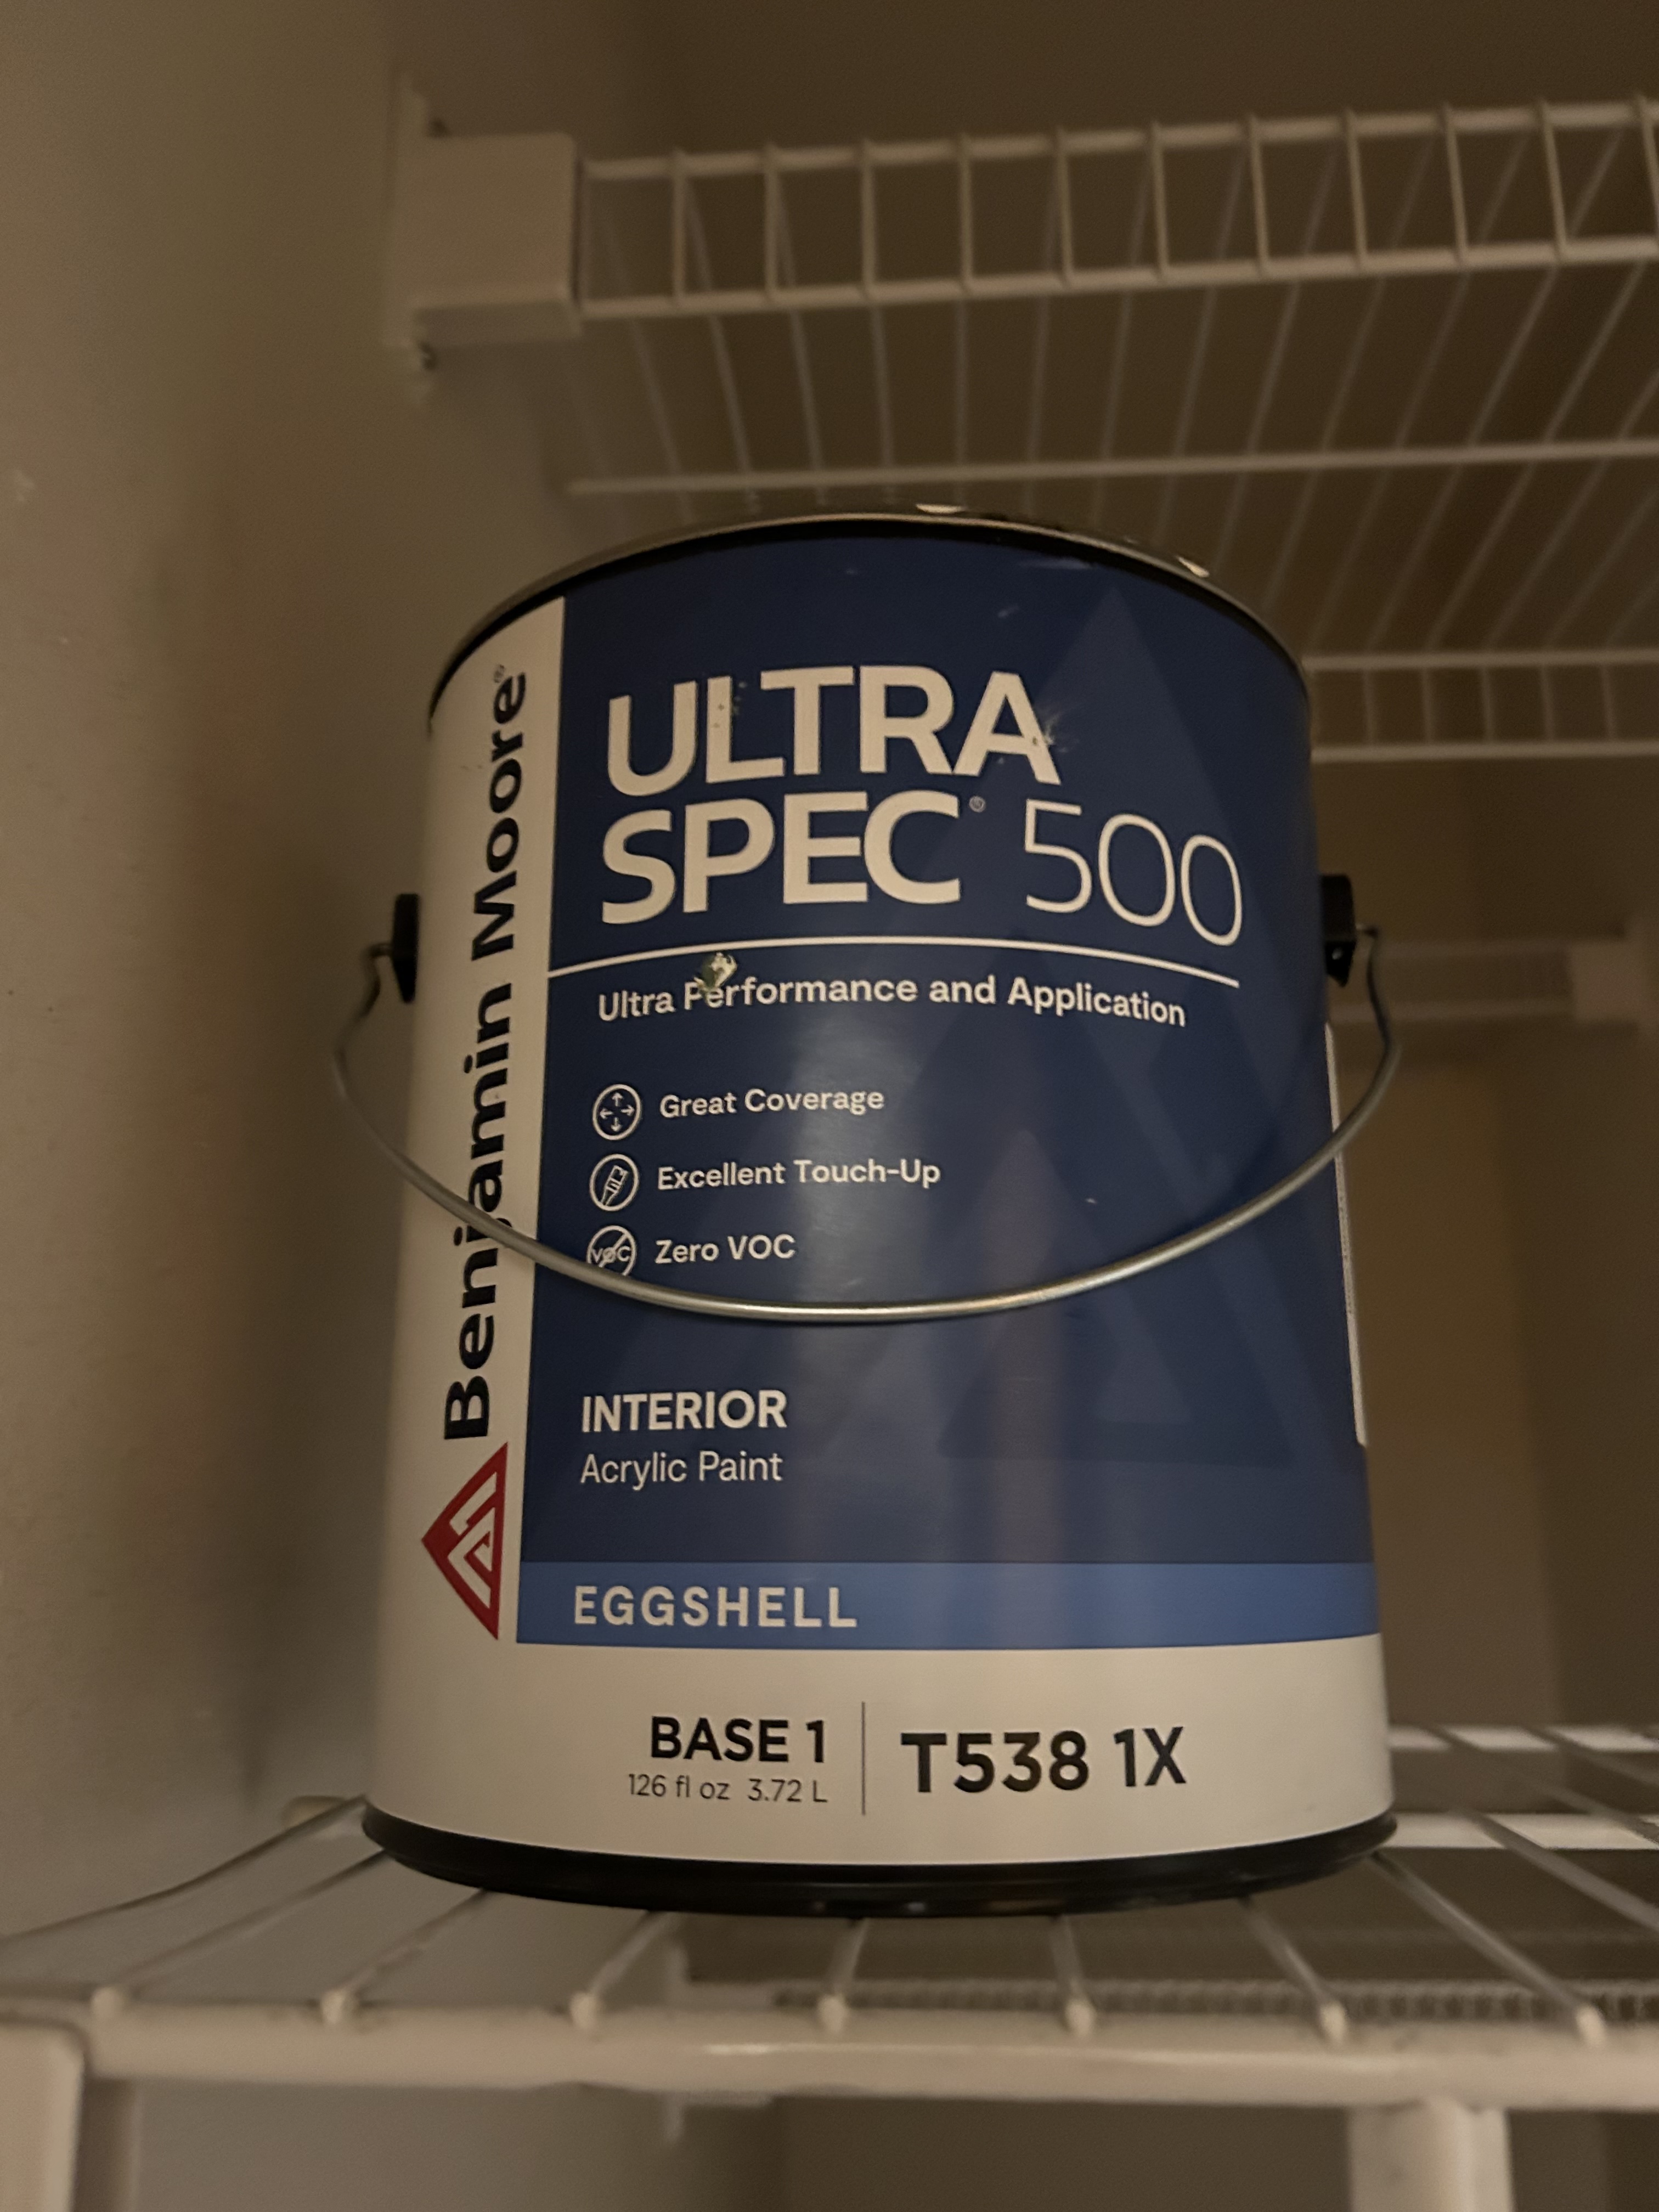 Benjamin Moore®
ULTRA
SPEC® 500
Ultra Performance and Application
Great Coverage
Excellent Touch-Up
VOC
Zero VOC
INTERIOR
Acrylic Paint
EGGSHELL
BASE 1
126 fl oz 3.72 L
T538 1X